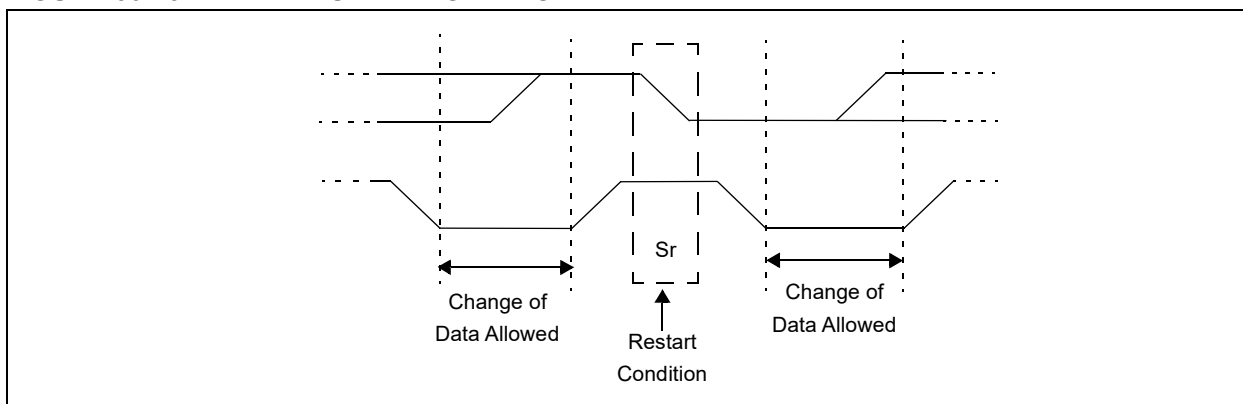 Sr
Change of
Data Allowed
Restart
Condition
Change of
Data Allowed